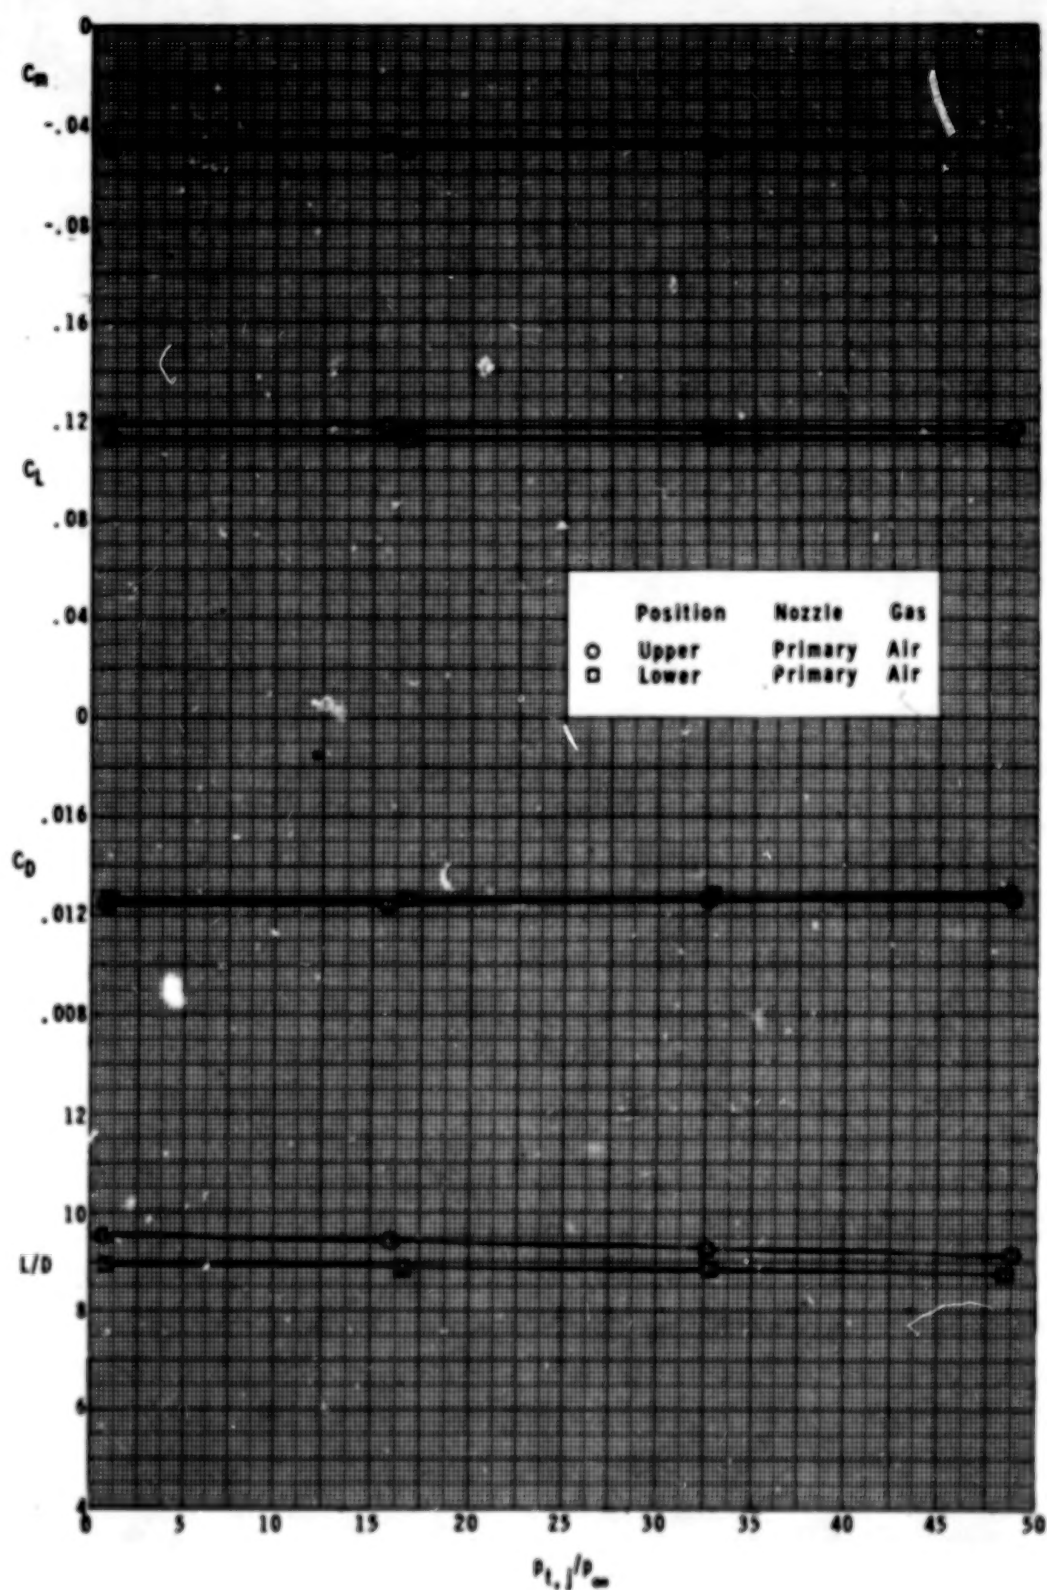 0
Cm
-.04
-.08
.16
.12
CL
.08
Position Nozzle Gas
.04
○ Upper Primary Air
□ Lower Primary Air
0
.016
CD
.012
.008
12
10
L/D
8
6
4
0 5 10 15 20 25 30 35 40 45 50
pt,j/p∞